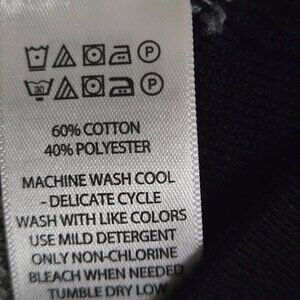 P
30 P
60% COTTON
40% POLYESTER
MACHINE WASH COOL
- DELICATE CYCLE
WASH WITH LIKE COLORS
USE MILD DETERGENT
ONLY NON-CHLORINE
BLEACH WHEN NEEDED
TUMBLE DRY LOW